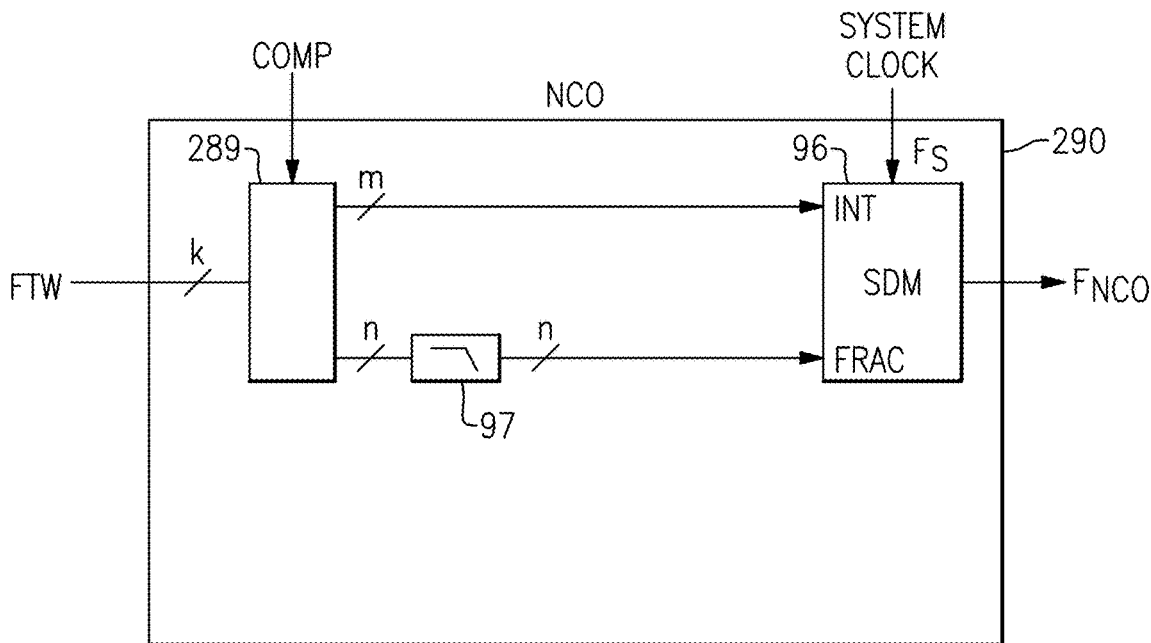 SYSTEM
CLOCK
COMP
NCO
289
96
FS
290
m
INT
k
FTW
SDM
FNCO
n
n
FRAC
97